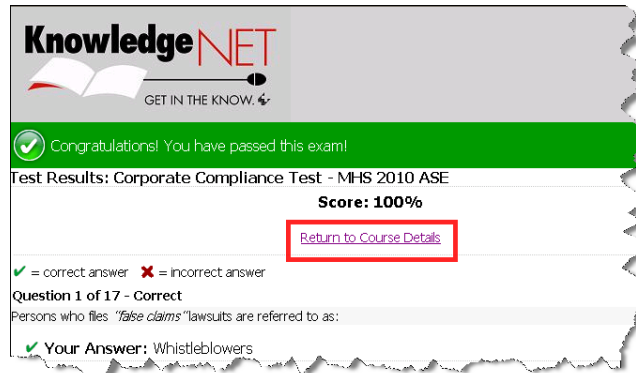 Knowledge NET
GET IN THE KNOW.
Congratulations! You have passed this exam!
Test Results: Corporate Compliance Test - MHS 2010 ASE
Score: 100%
Return to Course Details
✔ = correct answer ✖ = incorrect answer
Question 1 of 17 - Correct
Persons who files "false claims" lawsuits are referred to as:
✔ Your Answer: Whistleblowers